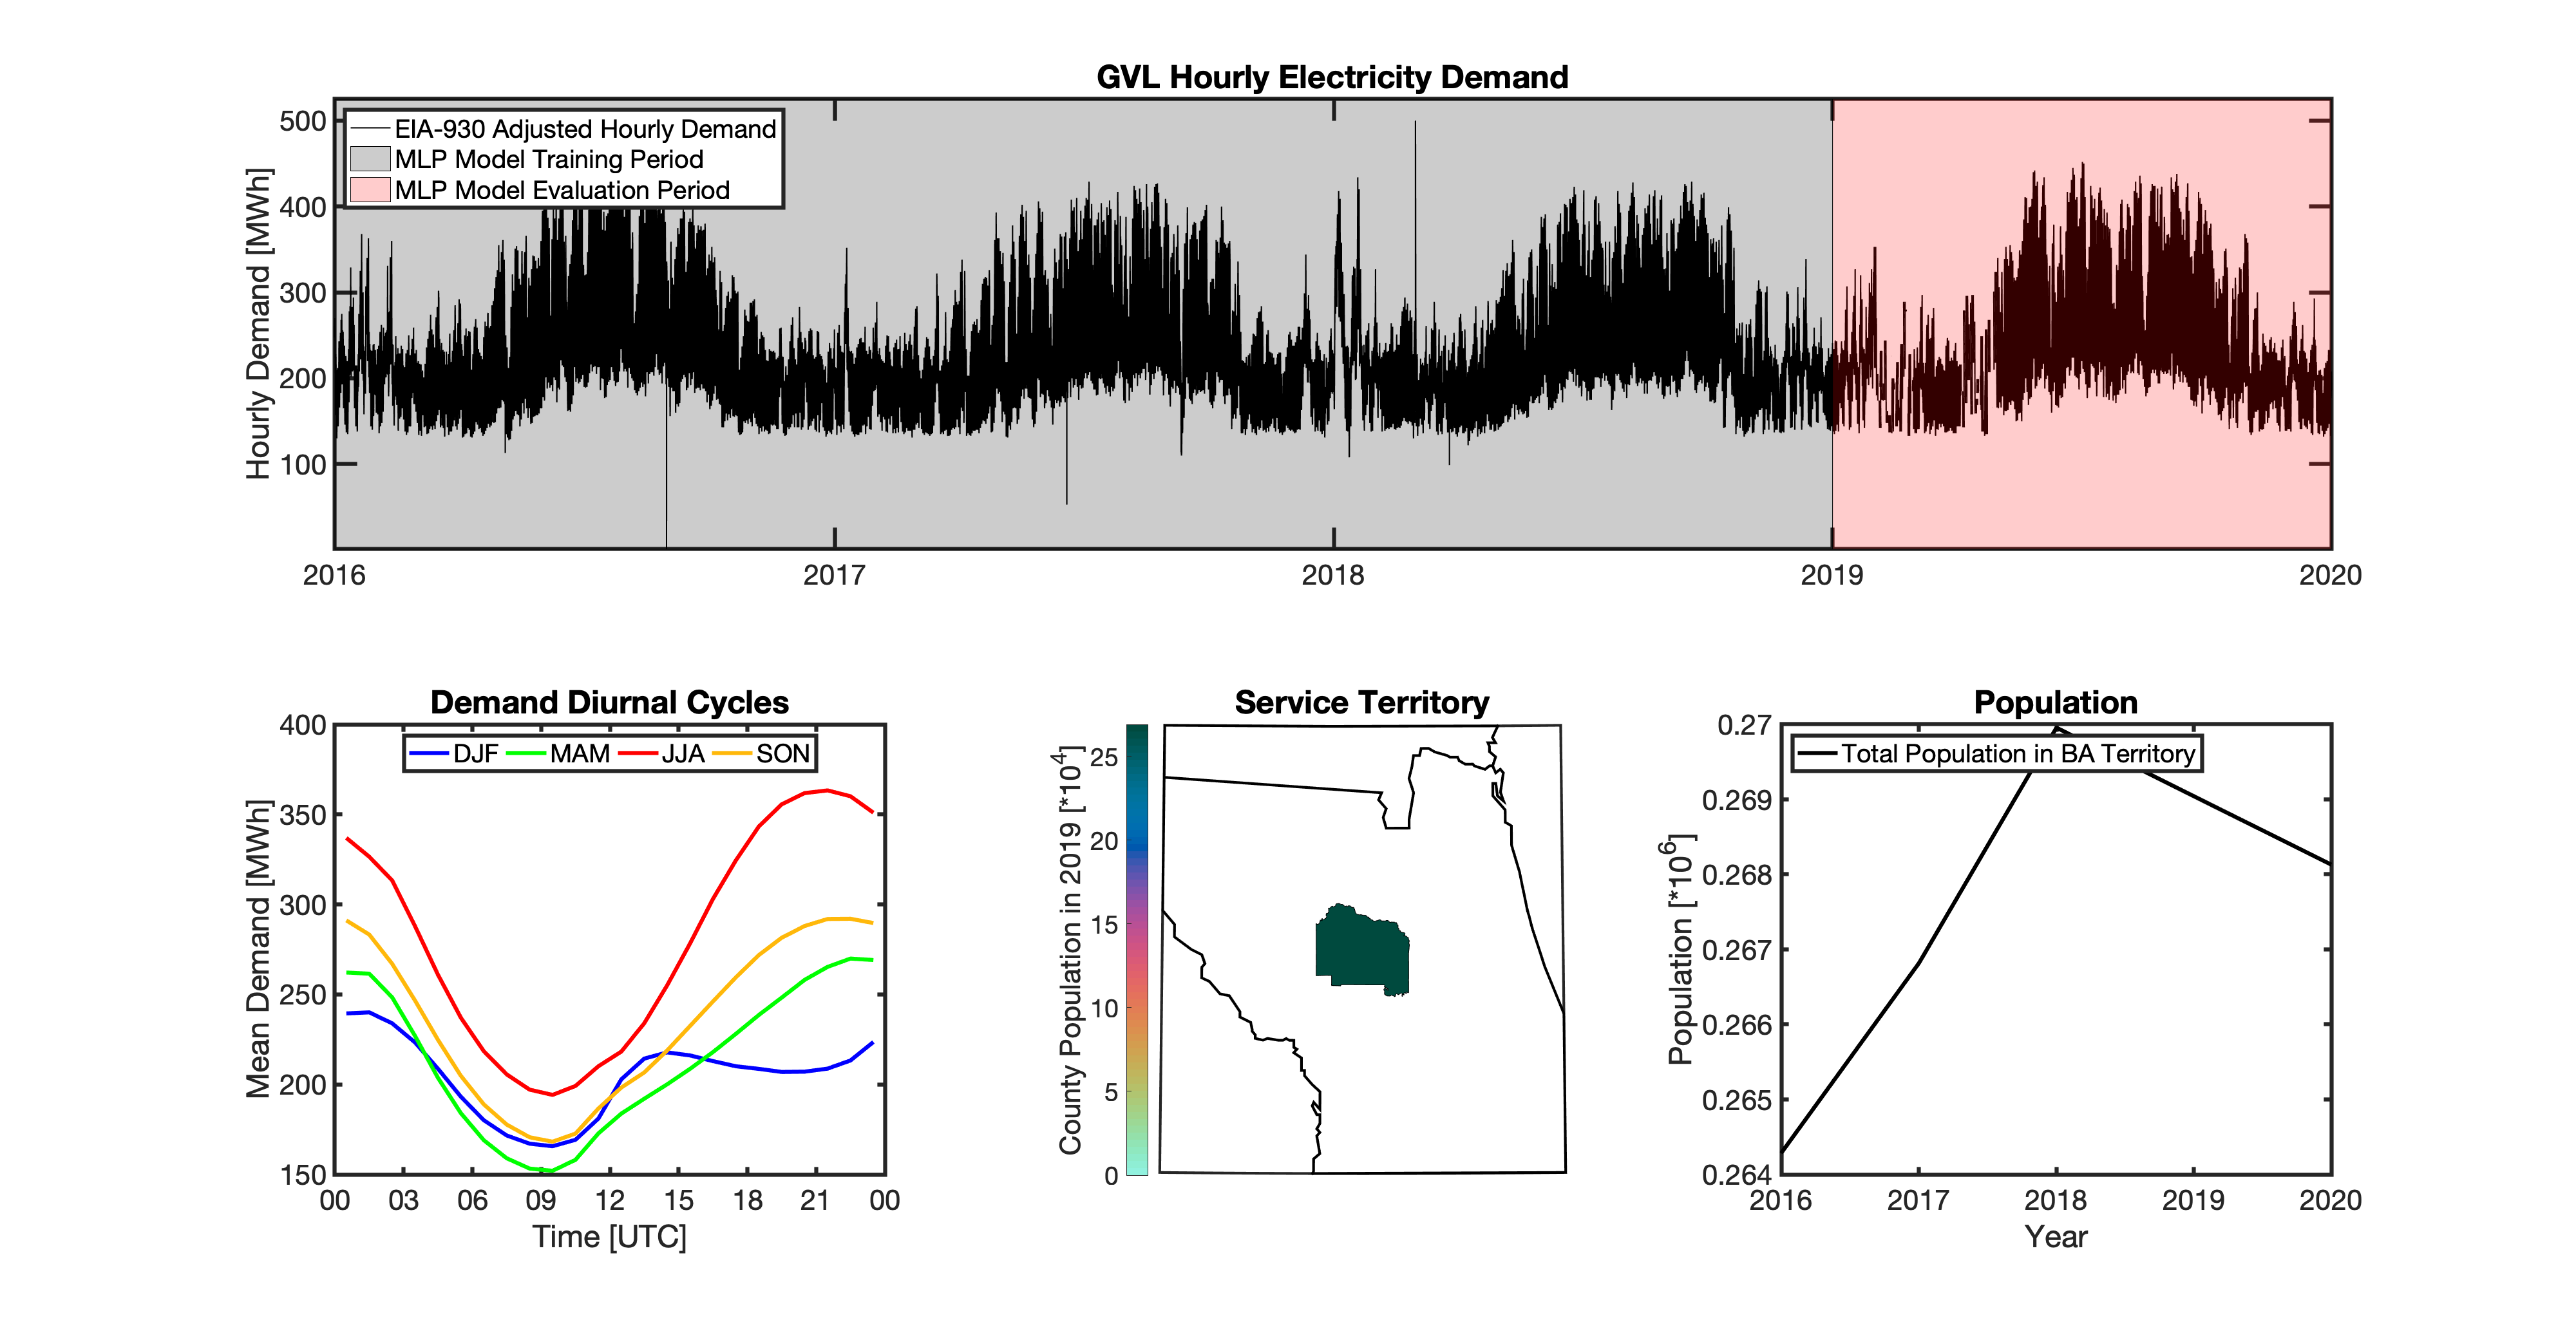 GVL Hourly Electricity Demand
EIA-930 Adjusted Hourly Demand
MLP Model Training Period
MLP Model Evaluation Period
Hourly Demand [MWh]
500
400
300
200
100
2016 2017 2018 2019 2020
Demand Diurnal Cycles
DJF MAM JJA SON
Mean Demand [MWh]
400
350
300
250
200
150
00 03 06 09 12 15 18 21 00
Time [UTC]
Service Territory
County Population in 2019 [*10^4]
25
20
15
10
5
0
Population
Total Population in BA Territory
Population [*10^6]
0.27
0.269
0.268
0.267
0.266
0.265
0.264
2016 2017 2018 2019 2020
Year